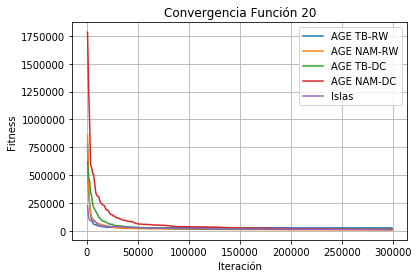 Convergencia Función 20
1750000
1500000
1250000
1000000
750000
500000
250000
0
Fitness
AGE TB-RW
AGE NAM-RW
AGE TB-DC
AGE NAM-DC
Islas
0 50000 100000 150000 200000 250000 300000
Iteración